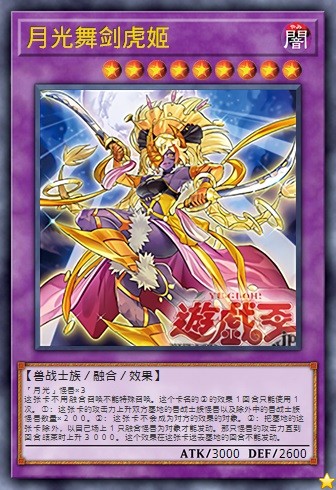 月光舞剑虎姬
闇
YU-GI-OH!
遊戯王
.JP
【兽战士族／融合／效果】
「月光」怪兽×3
这张卡不用融合召唤不能特殊召唤。这个卡名的②的效果1回合只能使用1
次。①：这张卡的攻击力上升双方墓地的兽战士族怪兽以及除外中的兽战士族
怪兽数量×２００。①：这张卡不会成为对方的效果的对象。②：把墓地的这
张卡除外，以自己场上1只融合怪兽为对象才能发动。那只怪兽的攻击力直到
回合结束时上升３０００。这个效果在这张卡送去墓地的回合不能发动。
ATK/3000 DEF/2600